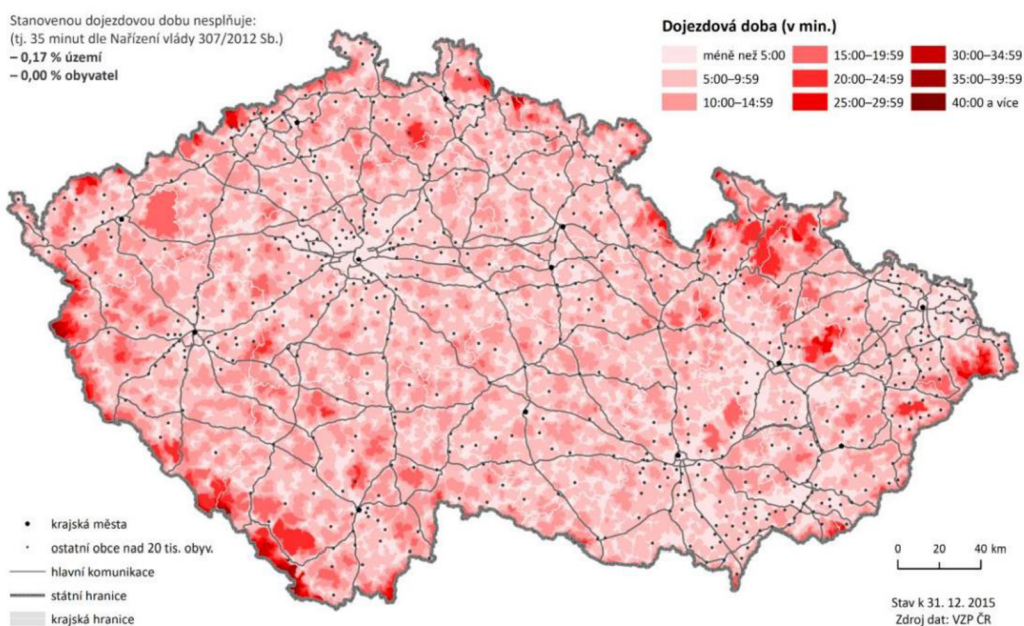 Stanovenou dojezdovou dobu nesplňuje:
(tj. 35 minut dle Nařízení vlády 307/2012 Sb.)
– 0,17 % území
– 0,00 % obyvatel
Dojezdová doba (v min.)
méně než 5:00
5:00–9:59
10:00–14:59
15:00–19:59
20:00–24:59
25:00–29:59
30:00–34:59
35:00–39:59
40:00 a více
krajská města
ostatní obce nad 20 tis. obyv.
hlavní komunikace
státní hranice
krajská hranice
0 20 40 km
Stav k 31. 12. 2015
Zdroj dat: VZP ČR